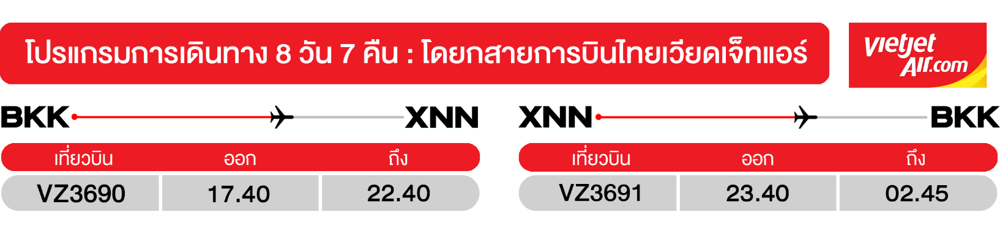 โปรแกรมการเดินทาง 8 วัน 7 คืน : โดยกสายการบินไทยเวียดเจ็ทแอร์
vietjet
Air.com
BKK XNN
เที่ยวบิน ออก ถึง
VZ3690 17.40 22.40
XNN BKK
เที่ยวบิน ออก ถึง
VZ3691 23.40 02.45